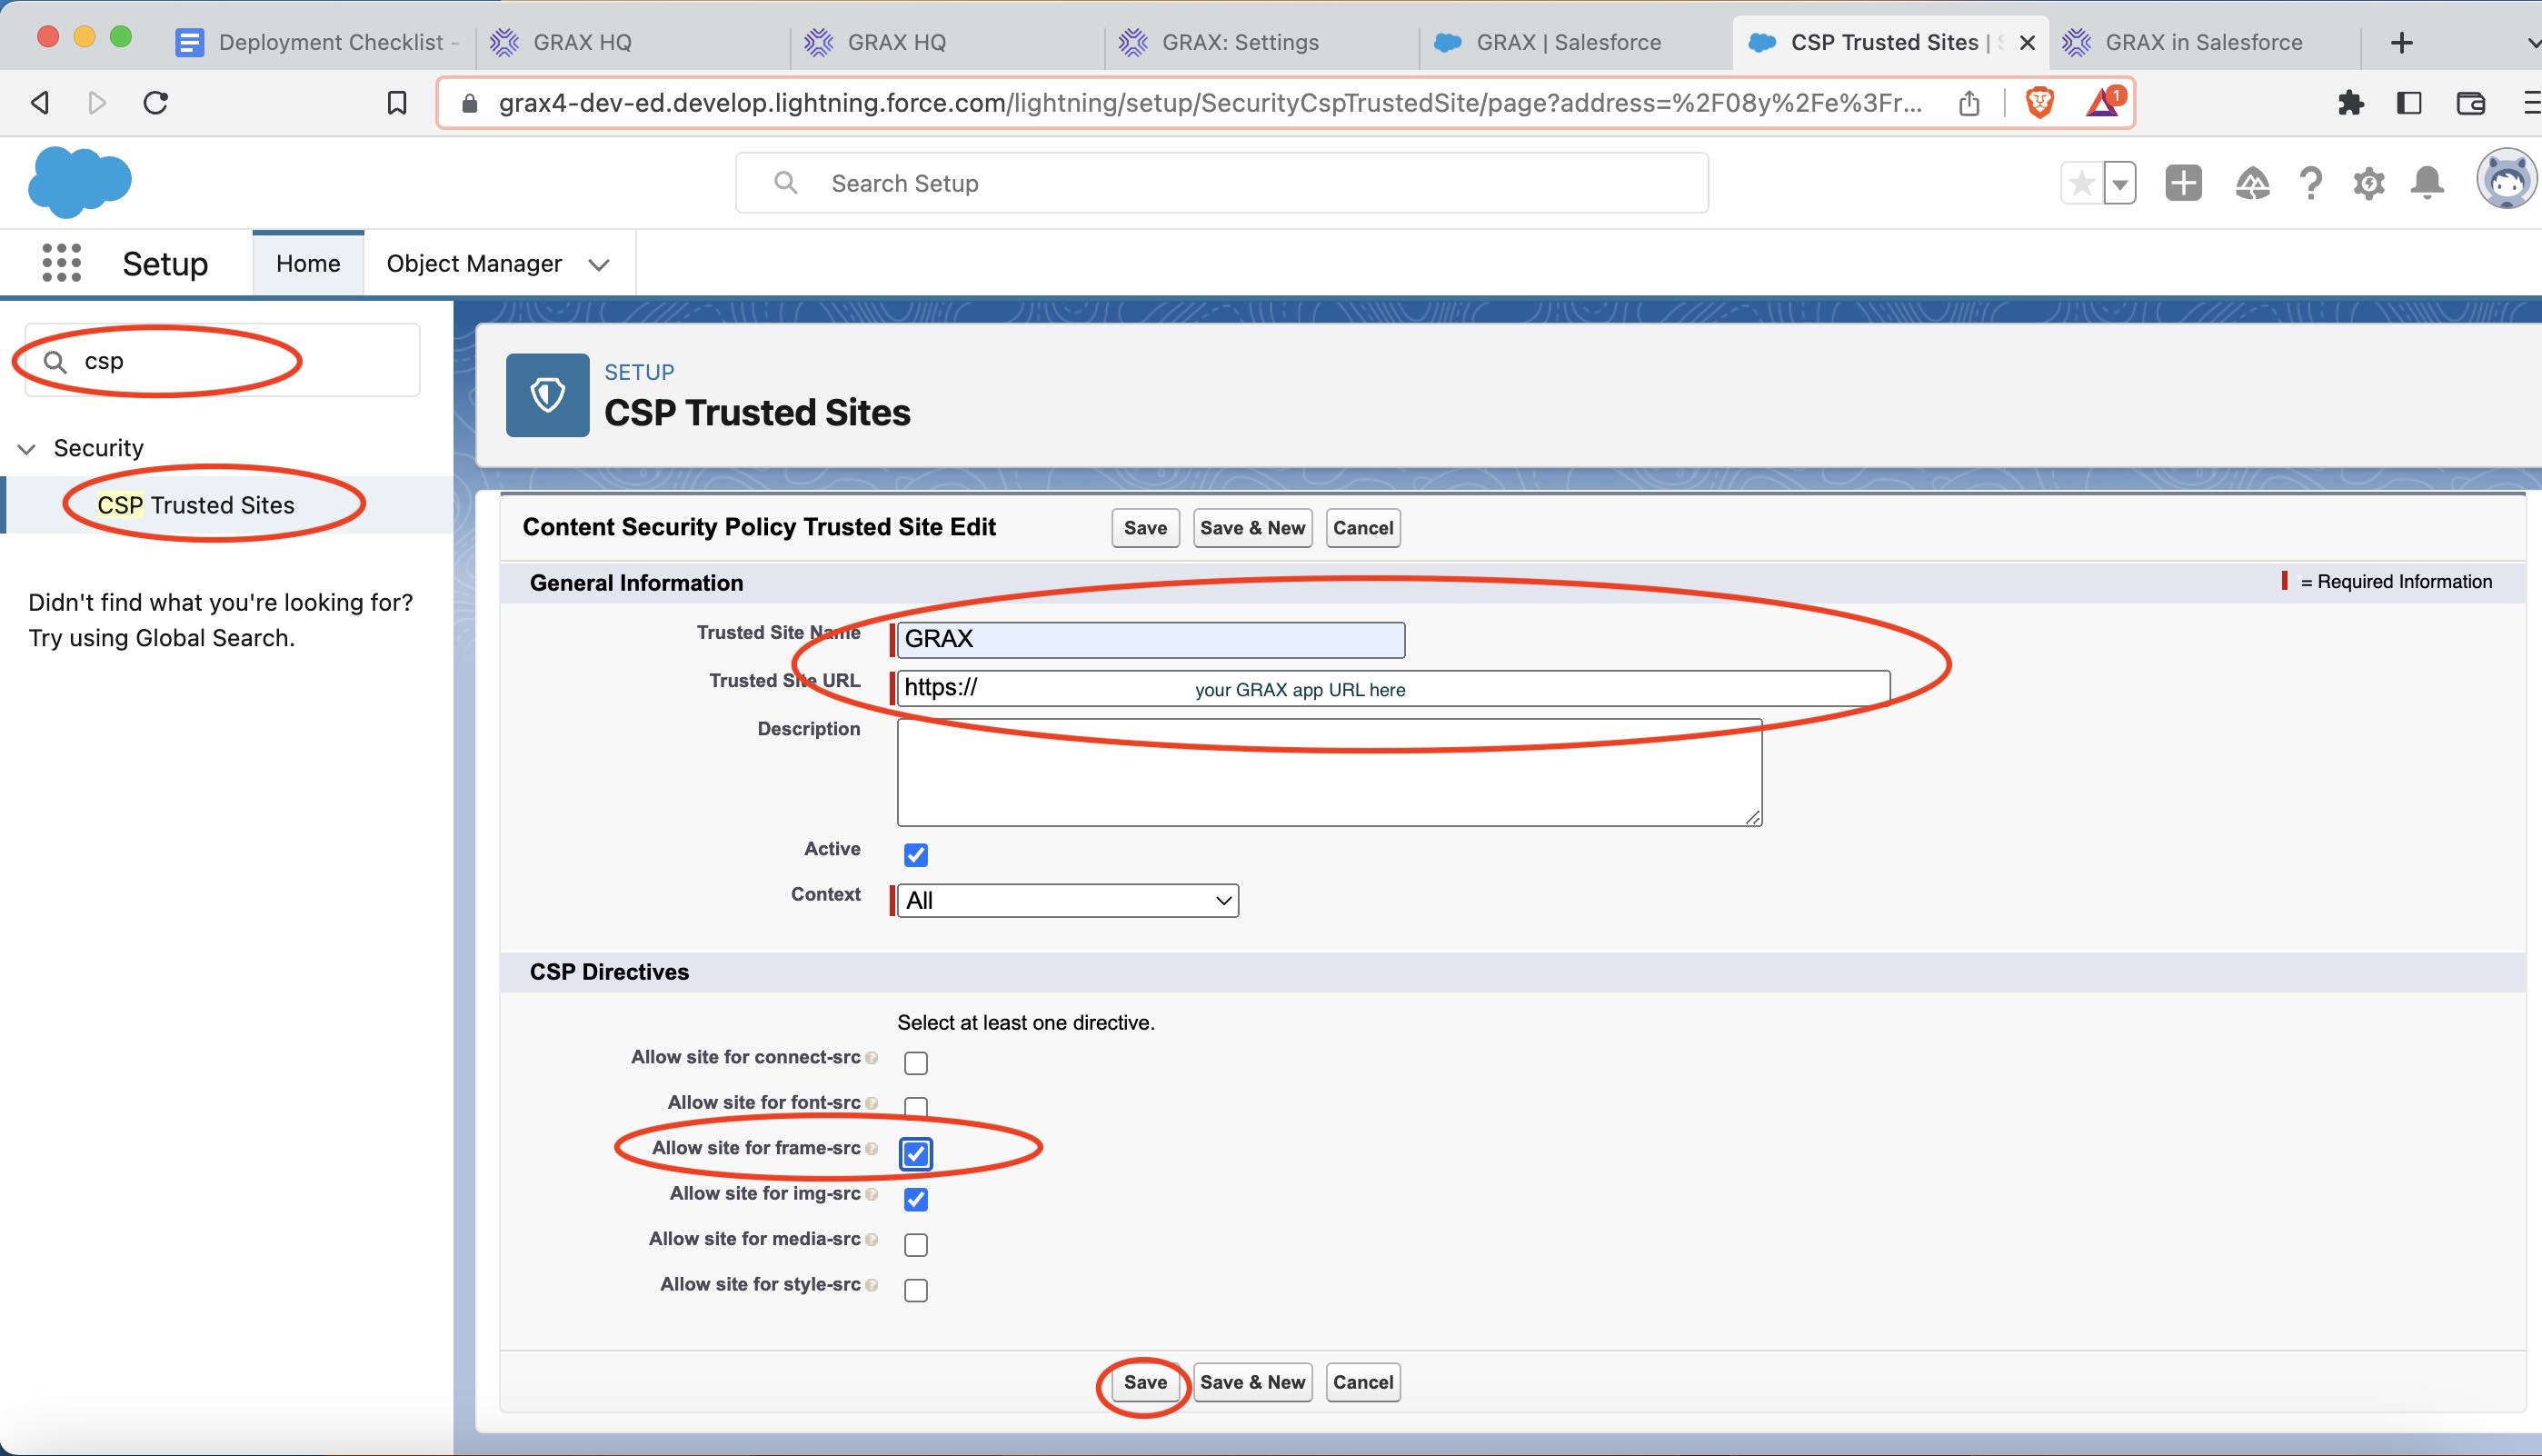 Deployment Checklist -
GRAX HQ
GRAX HQ
GRAX: Settings
GRAX | Salesforce
CSP Trusted Sites |
GRAX in Salesforce
grax4-dev-ed.develop.lightning.force.com/lightning/setup/SecurityCspTrustedSite/page?address=%2F08y%2Fe%3Fr...
1
Search Setup
Setup
Home
Object Manager
csp
Security
CSP Trusted Sites
Didn't find what you're looking for?
Try using Global Search.
SETUP
CSP Trusted Sites
Content Security Policy Trusted Site Edit
Save
Save & New
Cancel
General Information
= Required Information
Trusted Site Name
GRAX
Trusted Site URL
https://
your GRAX app URL here
Description
Active
Context
All
CSP Directives
Select at least one directive.
Allow site for connect-src
Allow site for font-src
Allow site for frame-src
Allow site for img-src
Allow site for media-src
Allow site for style-src
Save
Save & New
Cancel